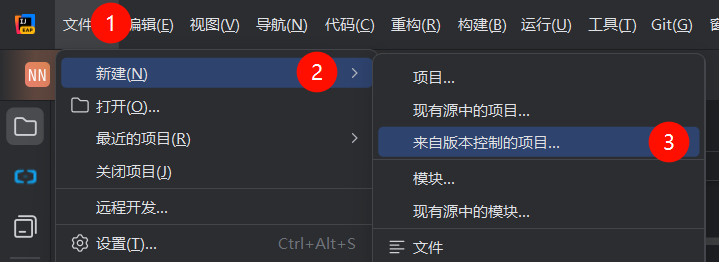 IJ
EAP
文件 1 编辑(E) 视图(V) 导航(N) 代码(C) 重构(R) 构建(B) 运行(U) 工具(T) Git(G)
NN
新建(N) 2
打开(O)...
最近的项目(R)
关闭项目(J)
远程开发...
设置(T)... Ctrl+Alt+S
项目...
现有源中的项目...
来自版本控制的项目... 3
模块...
现有源中的模块...
文件